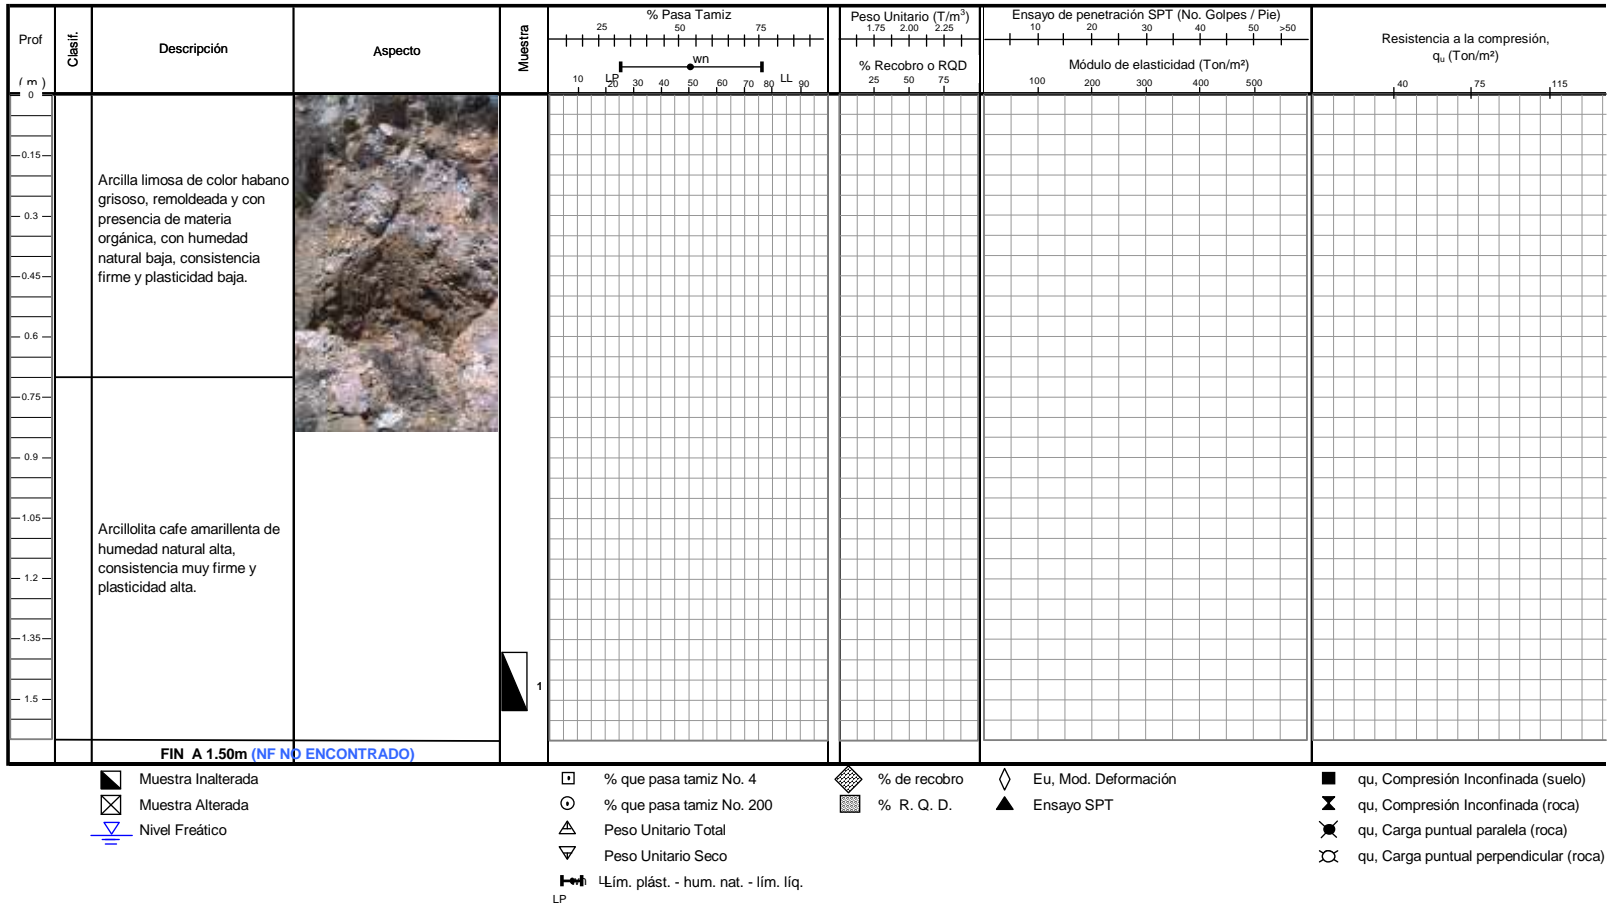 Prof
( m )
Clasif.
Descripción
Aspecto
Muestra
% Pasa Tamiz
25 50 75
wn
LP LL
10 20 30 40 50 60 70 80 90
Peso Unitario (T/m³)
1.75 2.00 2.25
% Recobro o RQD
25 50 75
Ensayo de penetración SPT (No. Golpes / Pie)
10 20 30 40 50 >50
Módulo de elasticidad (Ton/m²)
100 200 300 400 500
Resistencia a la compresión,
qu (Ton/m²)
40 75 115
0
0.15
0.3
0.45
0.6
0.75
0.9
1.05
1.2
1.35
1.5
Arcilla limosa de color habano
grisoso, remoldeada y con
presencia de materia
orgánica, con humedad
natural baja, consistencia
firme y plasticidad baja.
Arcillolita cafe amarillenta de
humedad natural alta,
consistencia muy firme y
plasticidad alta.
1
FIN A 1.50m (NF NO ENCONTRADO)
Muestra Inalterada
Muestra Alterada
Nivel Freático
% que pasa tamiz No. 4
% que pasa tamiz No. 200
Peso Unitario Total
Peso Unitario Seco
wn LL
Lím. plást. - hum. nat. - lím. líq.
LP
% de recobro
% R. Q. D.
Eu, Mod. Deformación
Ensayo SPT
qu, Compresión Inconfinada (suelo)
qu, Compresión Inconfinada (roca)
qu, Carga puntual paralela (roca)
qu, Carga puntual perpendicular (roca)